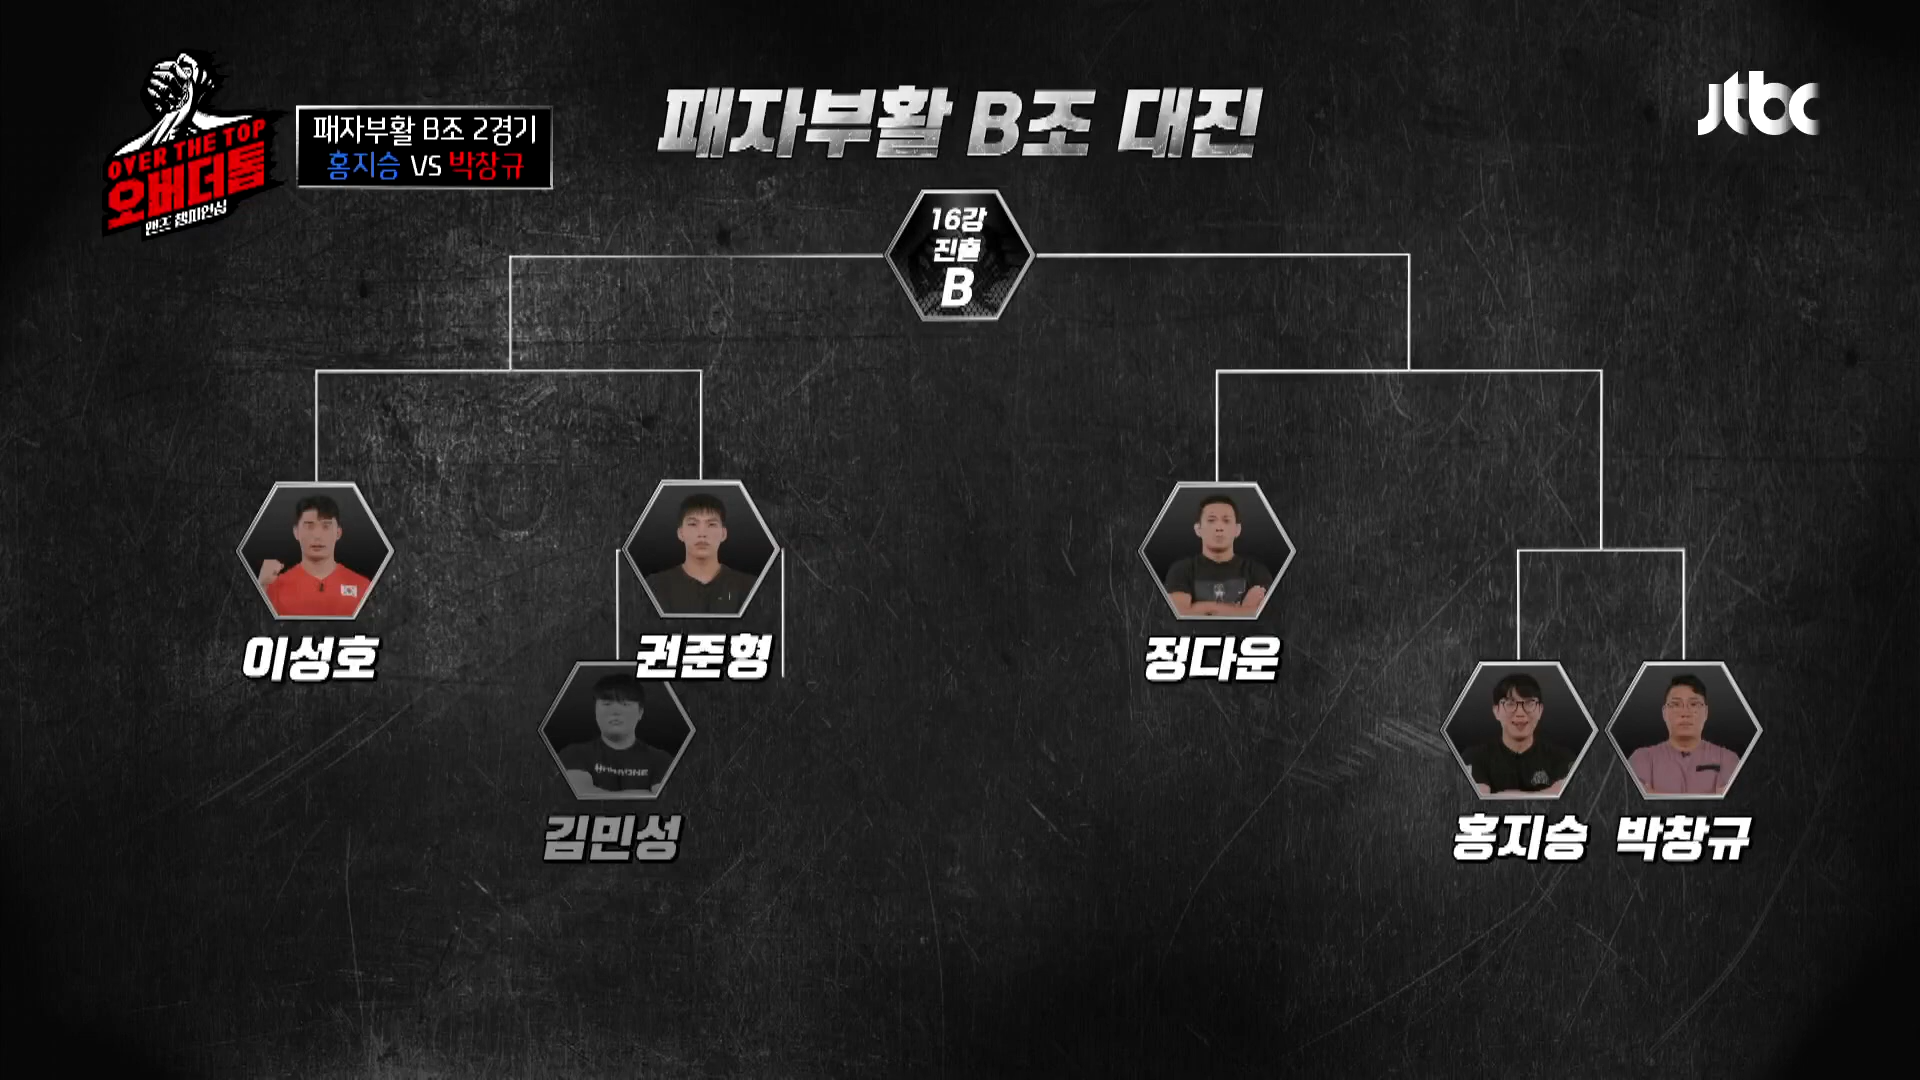 OVER THE TOP
오버더톱
맨즈 챔피언십
패자부활 B조 2경기
홍지승 VS 박창규
패자부활 B조 대진
jtbc
16강
진출
B
이성호
권준형
정다운
김민성
홍지승
박창규